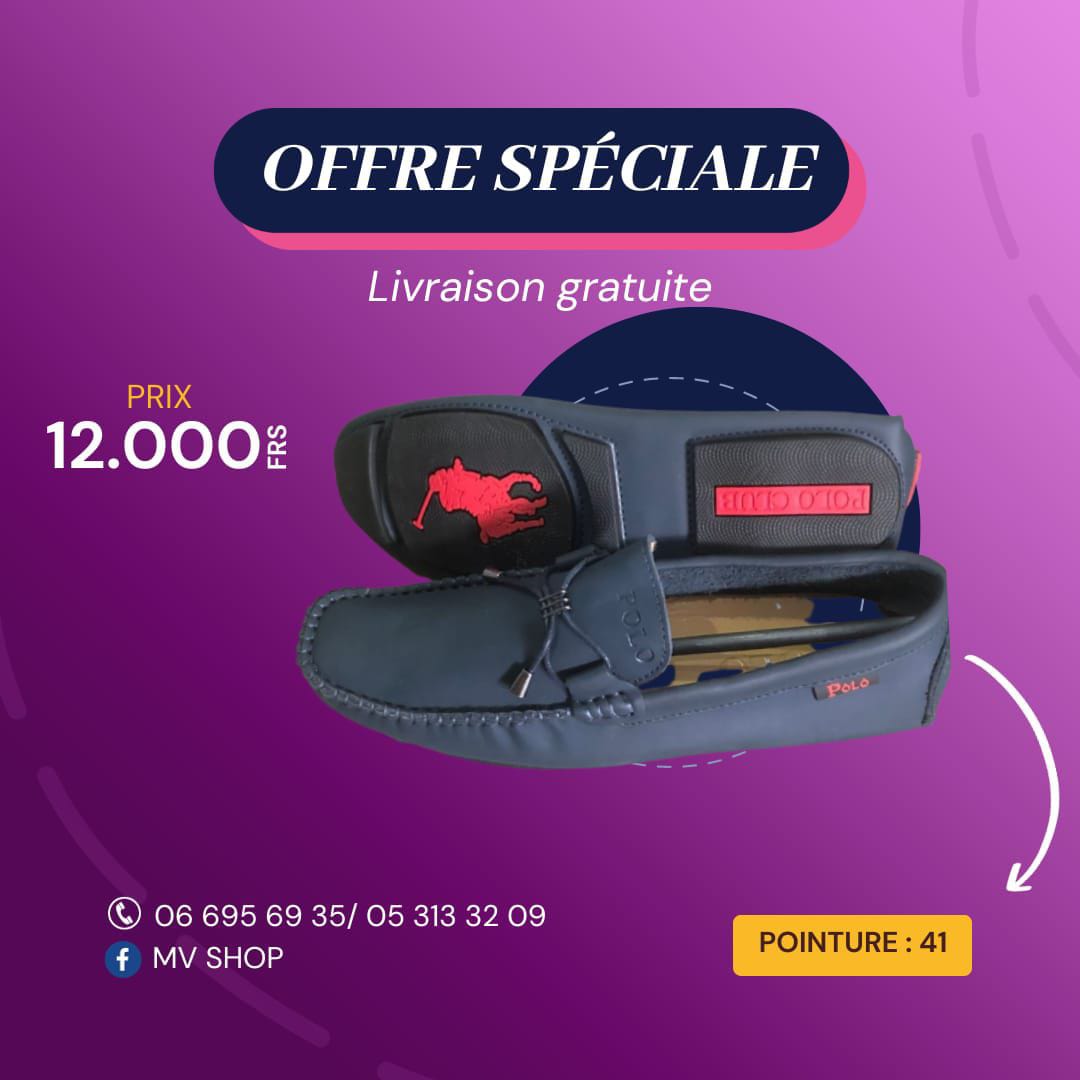 OFFRE SPÉCIALE
Livraison gratuite
PRIX
12.000 FRS
POLO CLUB
POLO
POLO
06 695 69 35/ 05 313 32 09
MV SHOP
POINTURE : 41